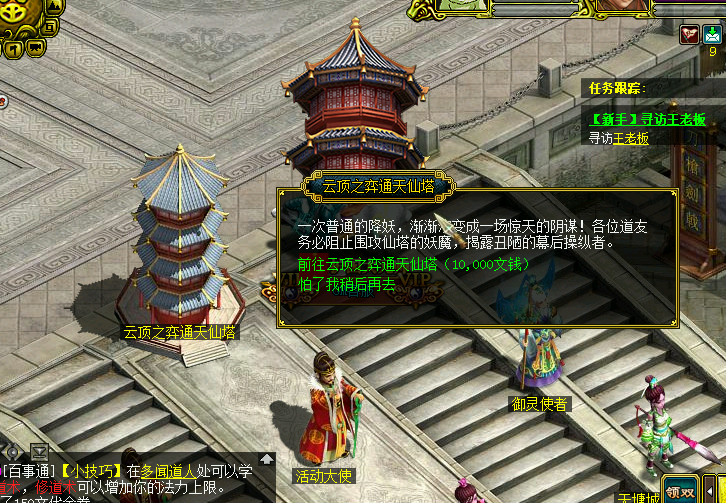 9
任务跟踪：
【新手】寻访王老板
寻访王老板
云顶之弈通天仙塔
一次普通的降妖，渐渐演变成一场惊天的阴谋！各位道友
务必阻止围攻仙塔的妖魔，揭露丑陋的幕后操纵者。
前往云顶之弈通天仙塔（10,000文钱）
怕了我稍后再去
云顶之弈通天仙塔
御灵使者
活动大使
[百事通]【小技巧】在多闻道人处可以学
可以增加你的法力上限。
领双